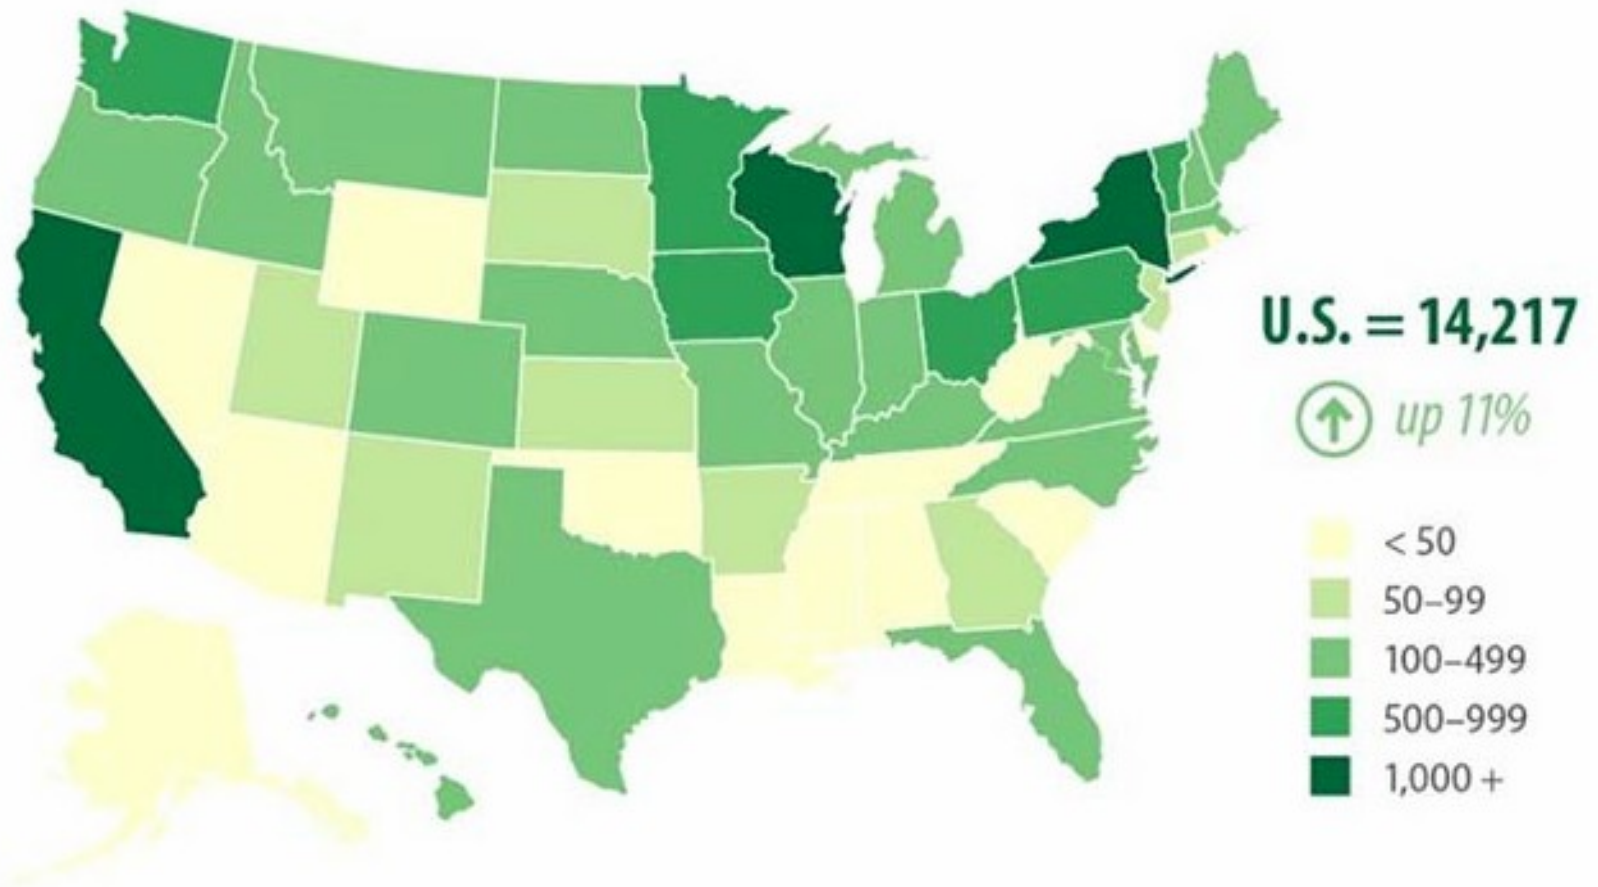 U.S. = 14,217
up 11%
< 50
50–99
100–499
500–999
1,000 +